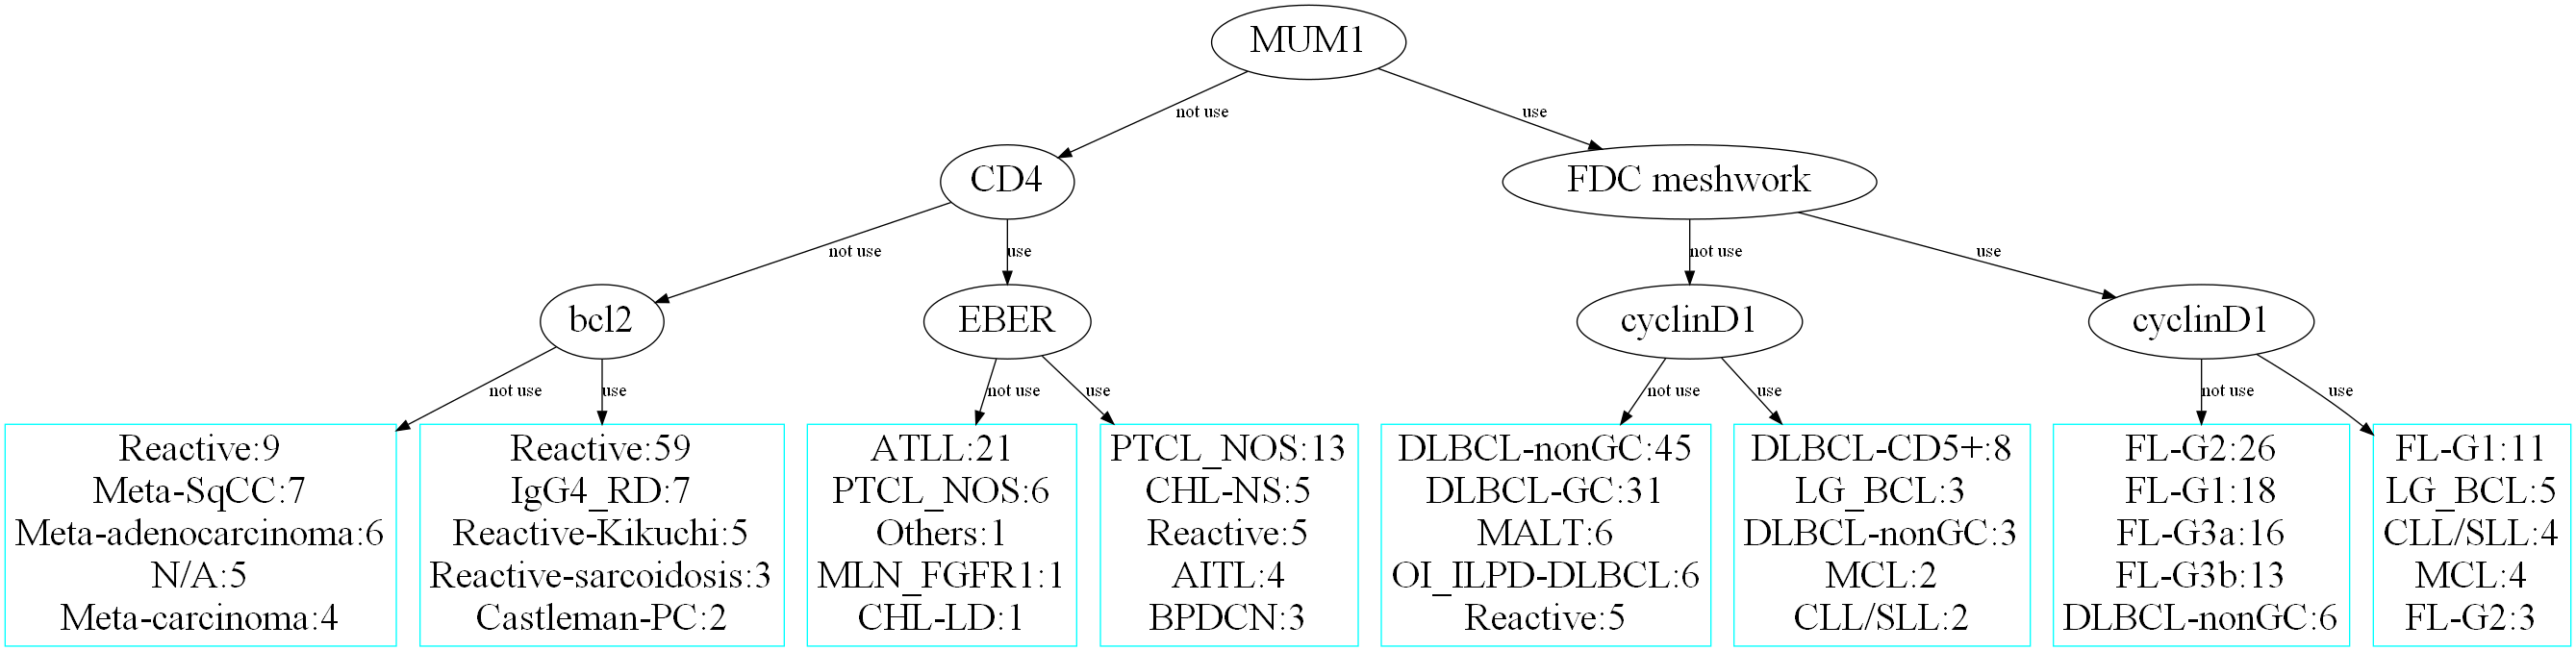 MUM1
not use
use
CD4
FDC meshwork
not use
use
not use
use
bcl2
EBER
cyclinD1
cyclinD1
not use
use
not use
use
not use
use
not use
use
Reactive:9
Meta-SqCC:7
Meta-adenocarcinoma:6
N/A:5
Meta-carcinoma:4
Reactive:59
IgG4_RD:7
Reactive-Kikuchi:5
Reactive-sarcoidosis:3
Castleman-PC:2
ATLL:21
PTCL_NOS:6
Others:1
MLN_FGFR1:1
CHL-LD:1
PTCL_NOS:13
CHL-NS:5
Reactive:5
AITL:4
BPDCN:3
DLBCL-nonGC:45
DLBCL-GC:31
MALT:6
OI_ILPD-DLBCL:6
Reactive:5
DLBCL-CD5+:8
LG_BCL:3
DLBCL-nonGC:3
MCL:2
CLL/SLL:2
FL-G2:26
FL-G1:18
FL-G3a:16
FL-G3b:13
DLBCL-nonGC:6
FL-G1:11
LG_BCL:5
CLL/SLL:4
MCL:4
FL-G2:3